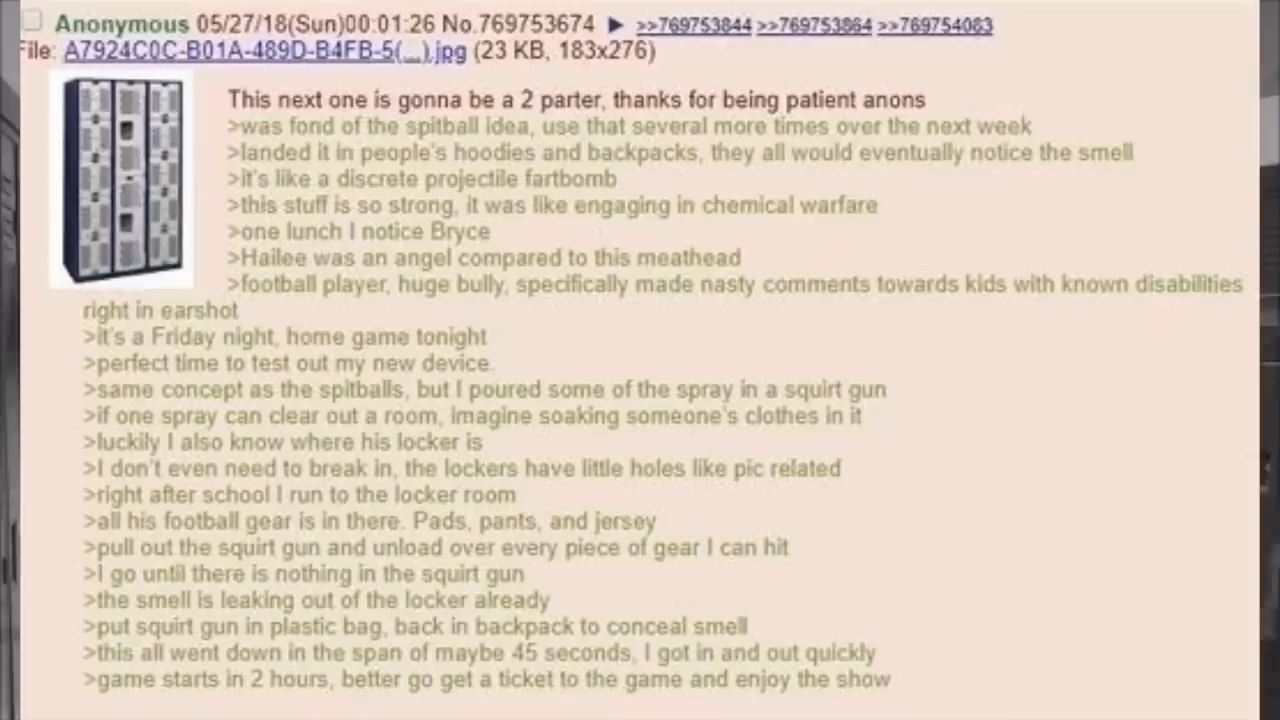 Anonymous 05/27/18(Sun)00:01:26 No.769753674 ▶ >>769753844 >>769753864 >>769754083
File: A7924C0C-B01A-489D-B4FB-5(...).jpg (23 KB, 183x276)
This next one is gonna be a 2 parter, thanks for being patient anons
>was fond of the spitball idea, use that several more times over the next week
>landed it in people's hoodies and backpacks, they all would eventually notice the smell
>it's like a discrete projectile fartbomb
>this stuff is so strong, it was like engaging in chemical warfare
>one lunch I notice Bryce
>Hailee was an angel compared to this meathead
>football player, huge bully, specifically made nasty comments towards kids with known disabilities
right in earshot
>it's a Friday night, home game tonight
>perfect time to test out my new device.
>same concept as the spitballs, but I poured some of the spray in a squirt gun
>if one spray can clear out a room, imagine soaking someone's clothes in it
>luckily I also know where his locker is
>I don't even need to break in, the lockers have little holes like pic related
>right after school I run to the locker room
>all his football gear is in there. Pads, pants, and jersey
>pull out the squirt gun and unload over every piece of gear I can hit
>I go until there is nothing in the squirt gun
>the smell is leaking out of the locker already
>put squirt gun in plastic bag, back in backpack to conceal smell
>this all went down in the span of maybe 45 seconds, I got in and out quickly
>game starts in 2 hours, better go get a ticket to the game and enjoy the show